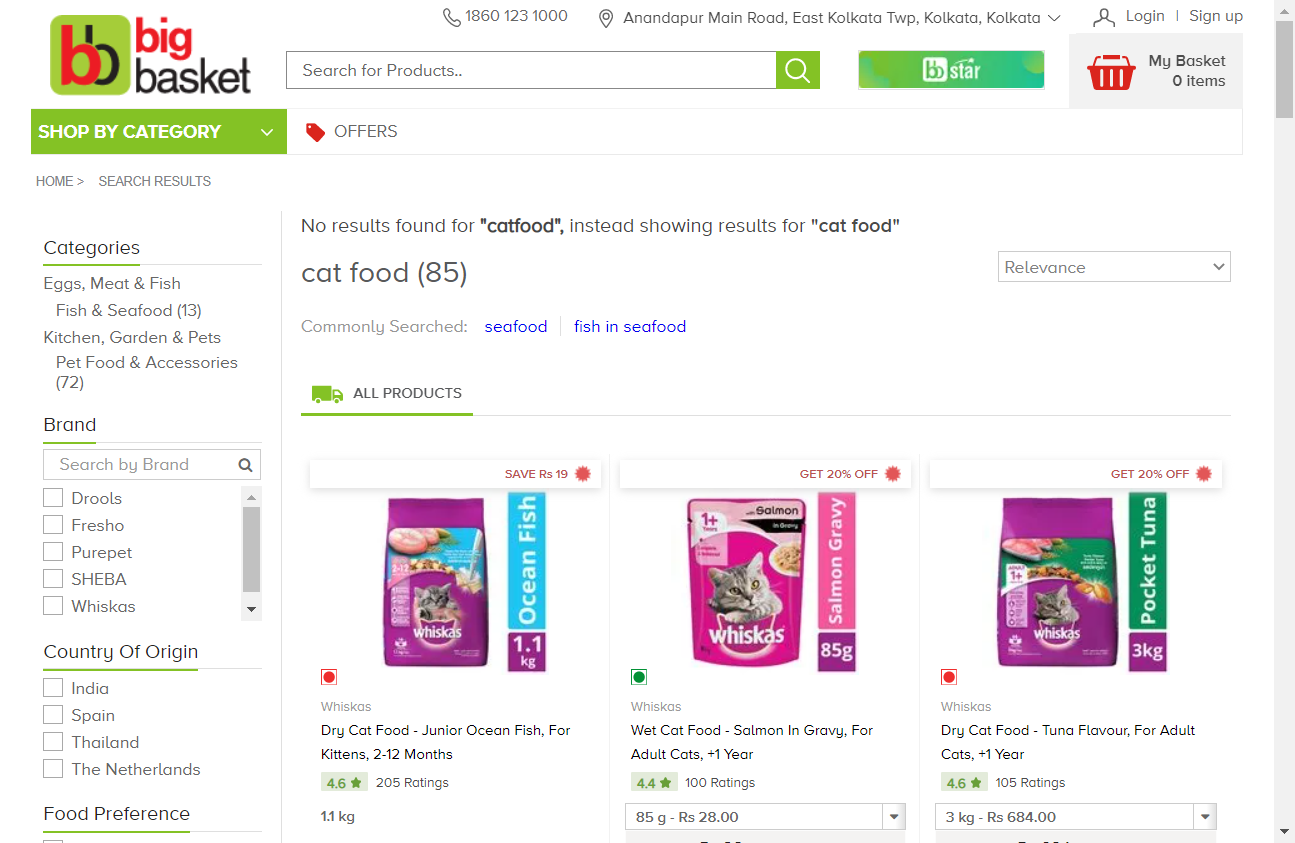 1860 123 1000
Anandapur Main Road, East Kolkata Twp, Kolkata, Kolkata
Login | Sign up
bb big basket
Search for Products..
bb star
My Basket
0 items
SHOP BY CATEGORY
OFFERS
HOME >
SEARCH RESULTS
Categories
Eggs, Meat & Fish
Fish & Seafood (13)
Kitchen, Garden & Pets
Pet Food & Accessories
(72)
Brand
Search by Brand
Drools
Fresho
Purepet
SHEBA
Whiskas
Country Of Origin
India
Spain
Thailand
The Netherlands
Food Preference
No results found for "catfood", instead showing results for "cat food"
cat food (85)
Relevance
Commonly Searched:
seafood
fish in seafood
ALL PRODUCTS
SAVE Rs 19
2-12
whiskas
Ocean Fish
1.1
kg
Whiskas
Dry Cat Food - Junior Ocean Fish, For
Kittens, 2-12 Months
4.6
205 Ratings
1.1 kg
GET 20% OFF
1+
Salmon
in Gravy
whiskas
Salmon Gravy
85g
Whiskas
Wet Cat Food - Salmon In Gravy, For
Adult Cats, +1 Year
4.4
100 Ratings
85 g - Rs 28.00
GET 20% OFF
ADULT
1+
whiskas
Pocket Tuna
3kg
Whiskas
Dry Cat Food - Tuna Flavour, For Adult
Cats, +1 Year
4.6
105 Ratings
3 kg - Rs 684.00